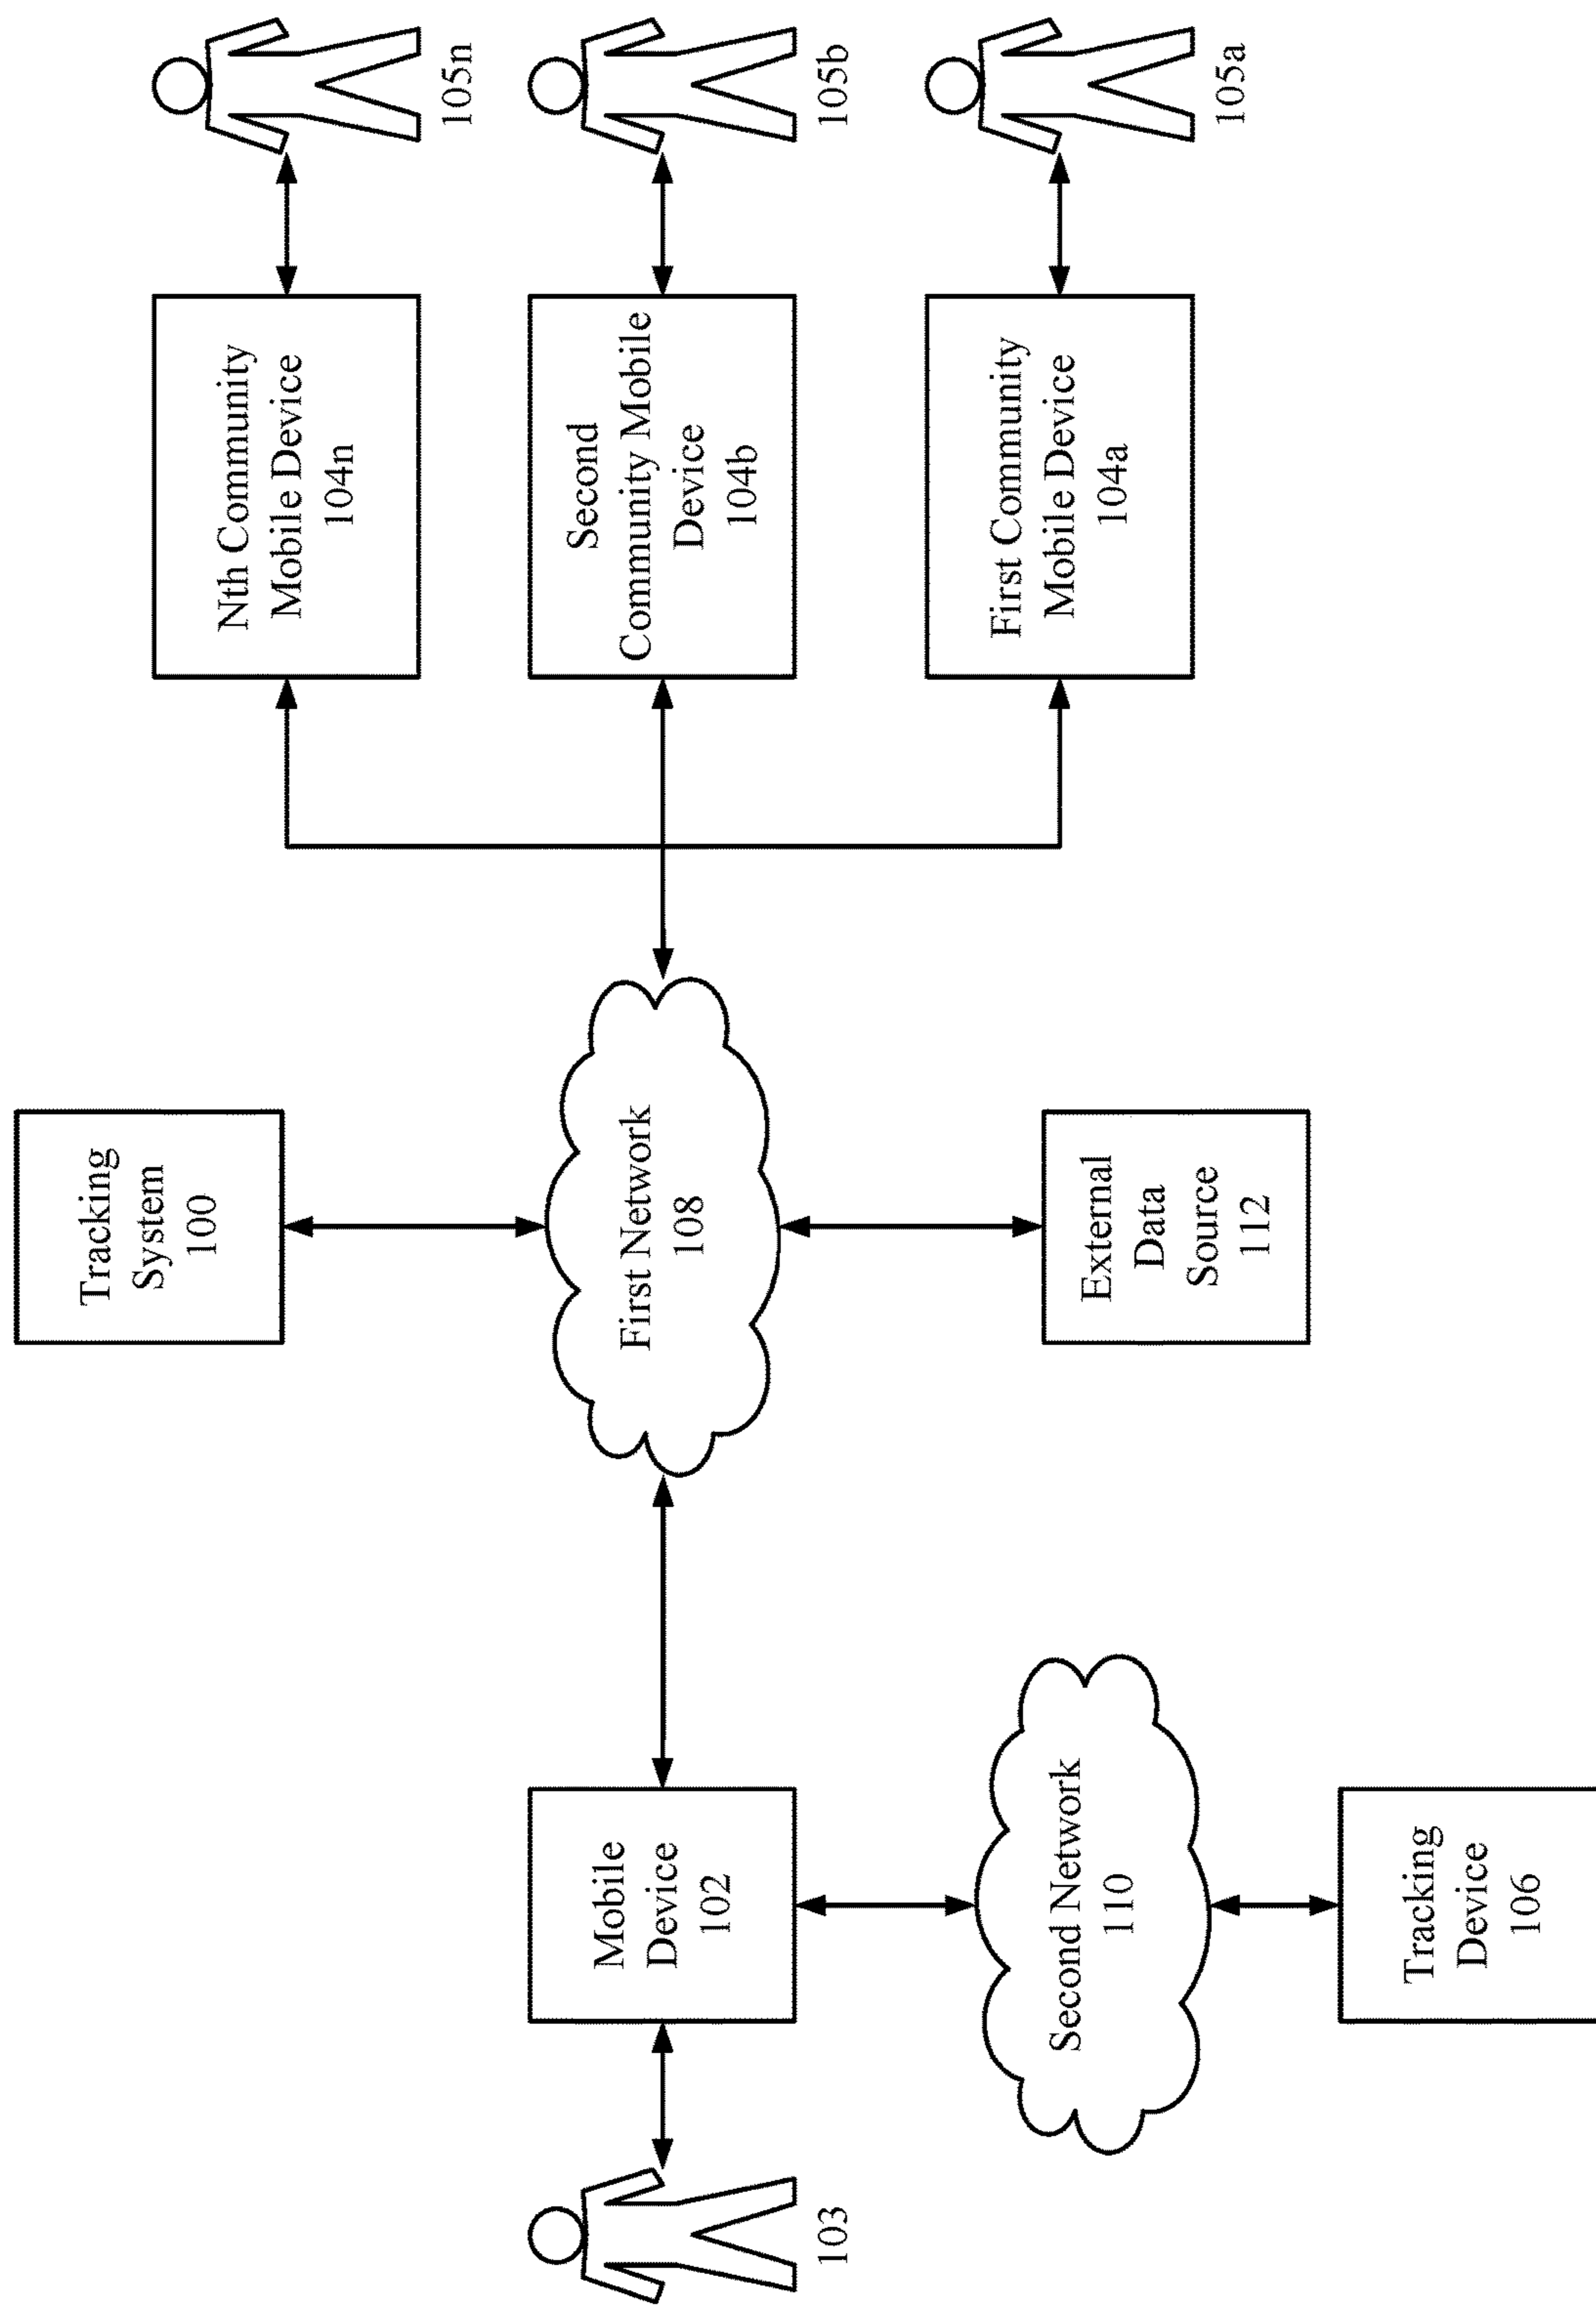 Tracking
System
100
Nth Community
Mobile Device
104n
105n
103
Mobile
Device
102
First Network
108
Second
Community Mobile
Device
104b
105b
Second Network
110
External
Data
Source
112
First Community
Mobile Device
104a
105a
Tracking
Device
106